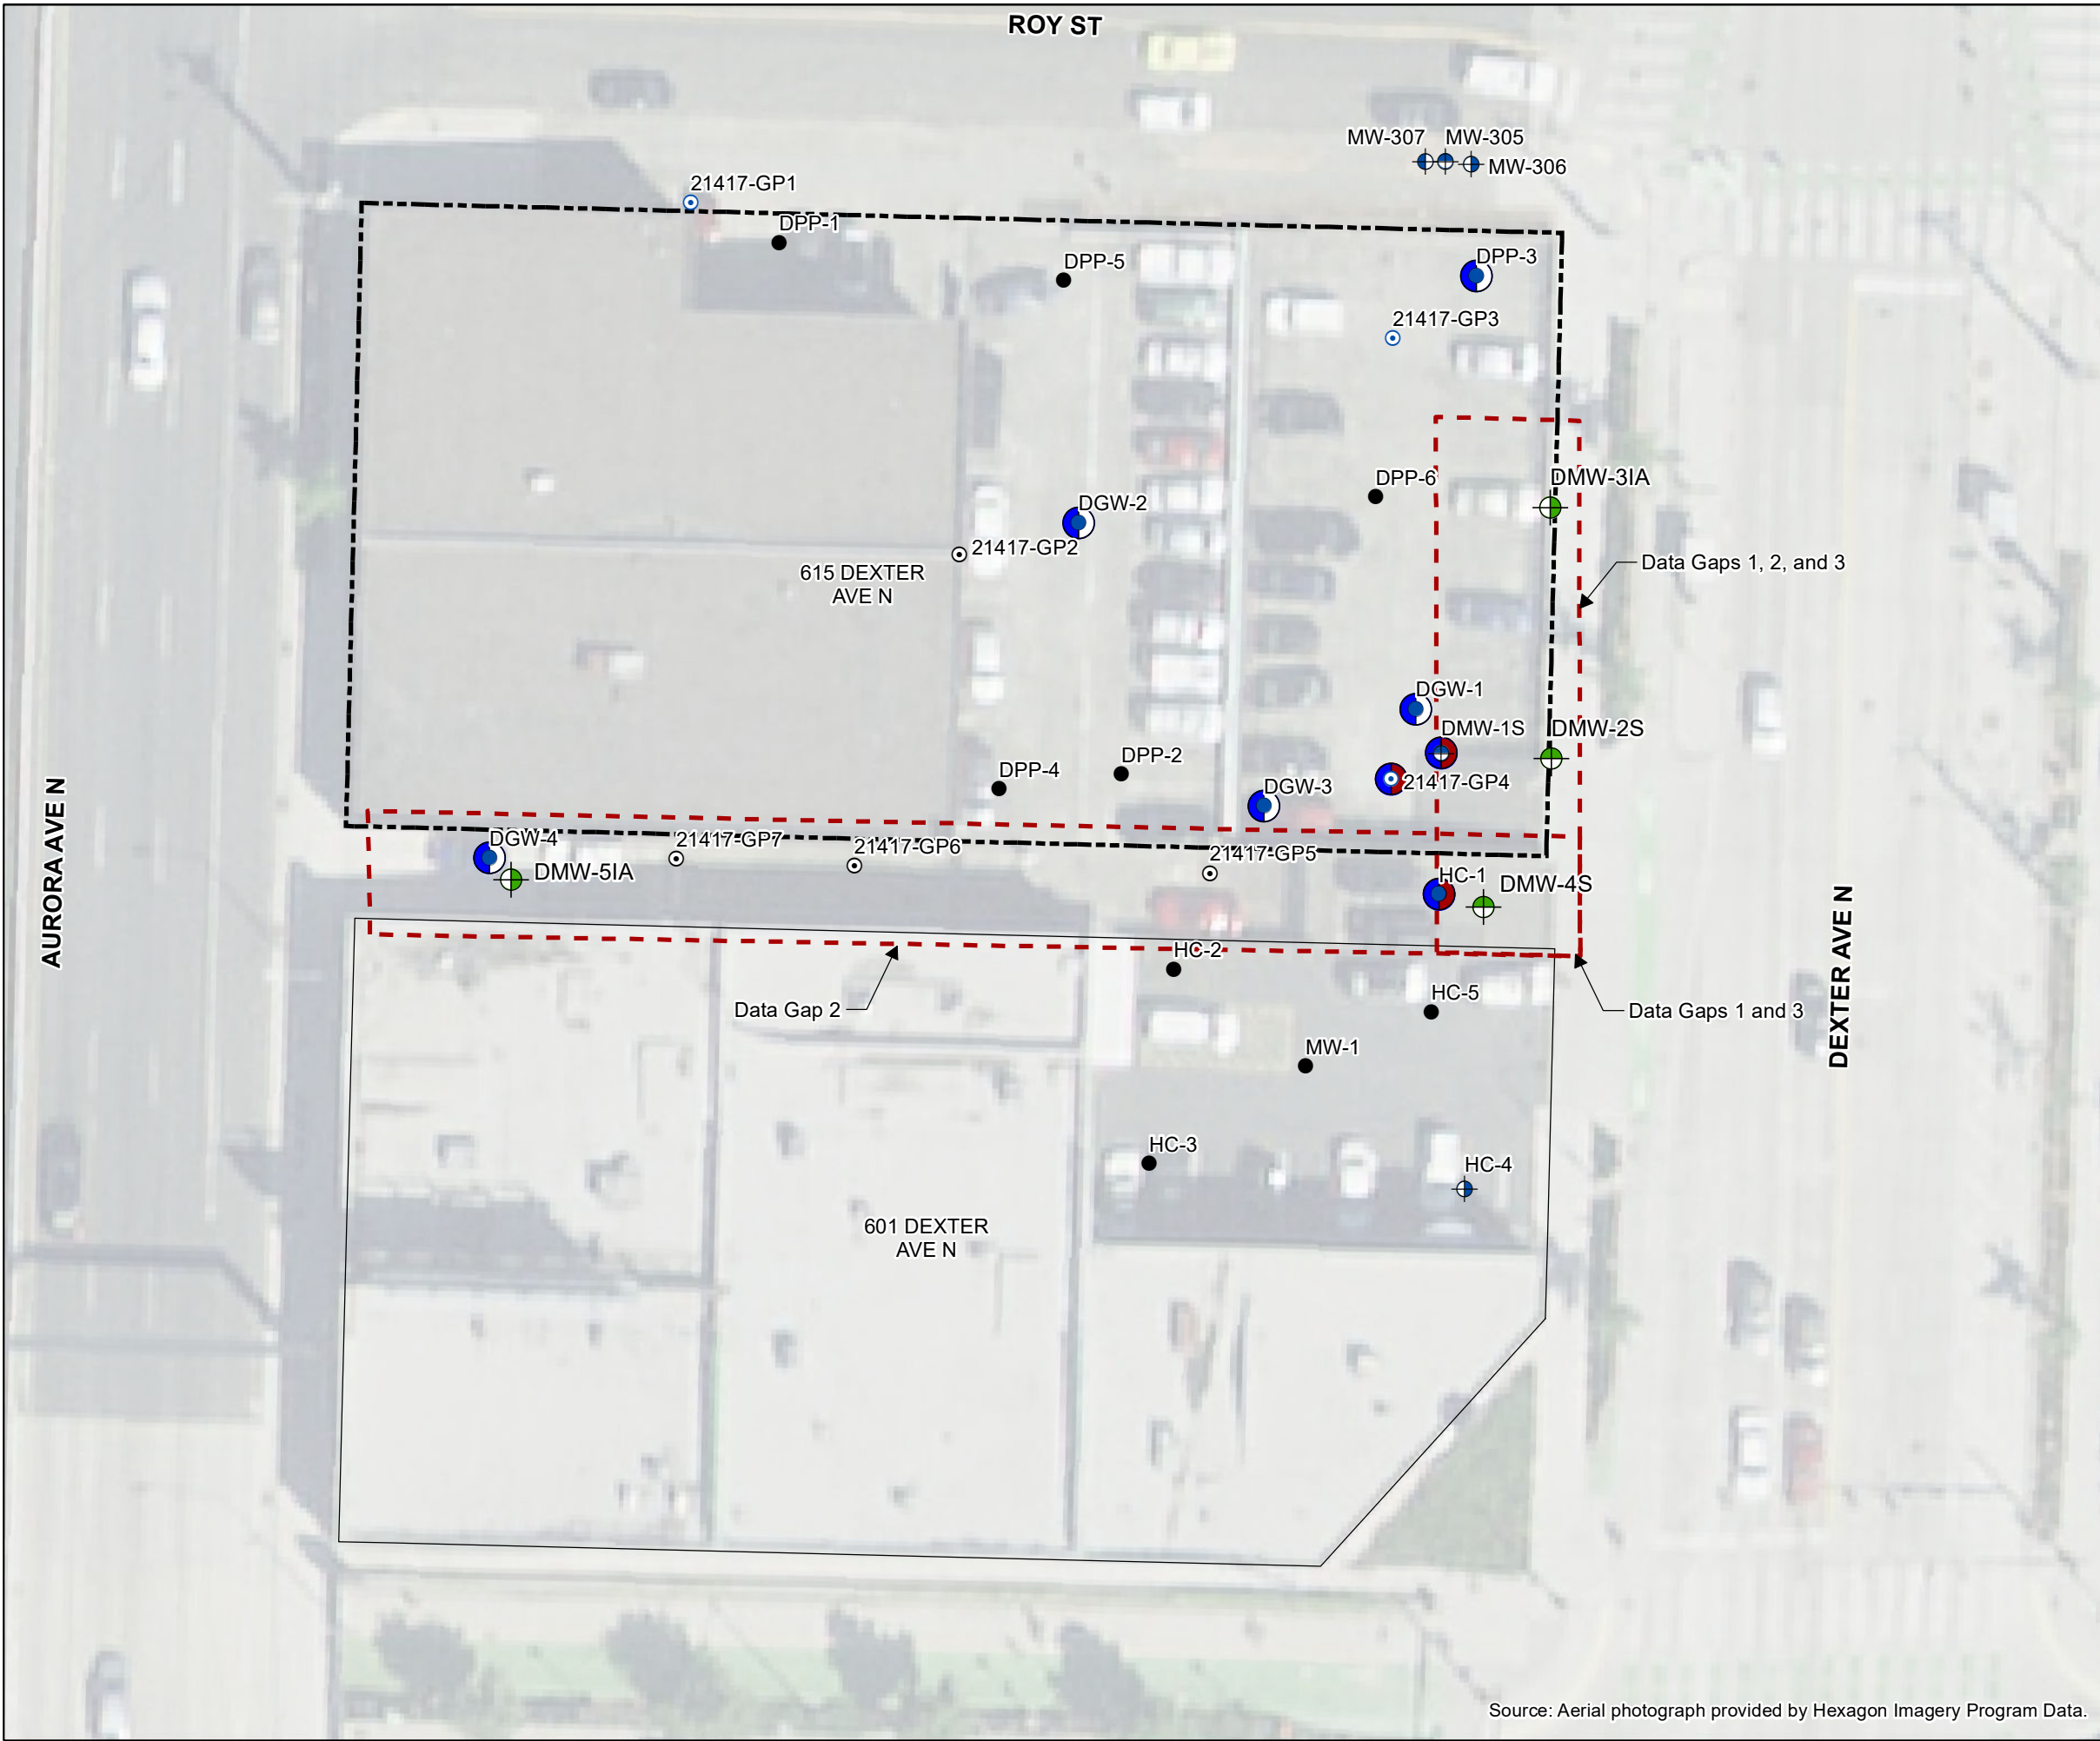 ROY ST
MW-307
MW-305
MW-306
21417-GP1
DPP-1
DPP-5
DPP-3
21417-GP3
DPP-6
DMW-3IA
DGW-2
21417-GP2
615 DEXTER
AVE N
Data Gaps 1, 2, and 3
DGW-1
DMW-1S
DMW-2S
DPP-2
DPP-4
21417-GP4
DGW-3
AURORA AVE N
DGW-4
DMW-5IA
21417-GP7
21417-GP6
21417-GP5
HC-1
DMW-4S
DEXTER AVE N
HC-2
HC-5
Data Gap 2
Data Gaps 1 and 3
MW-1
HC-3
HC-4
601 DEXTER
AVE N
Source: Aerial photograph provided by Hexagon Imagery Program Data.